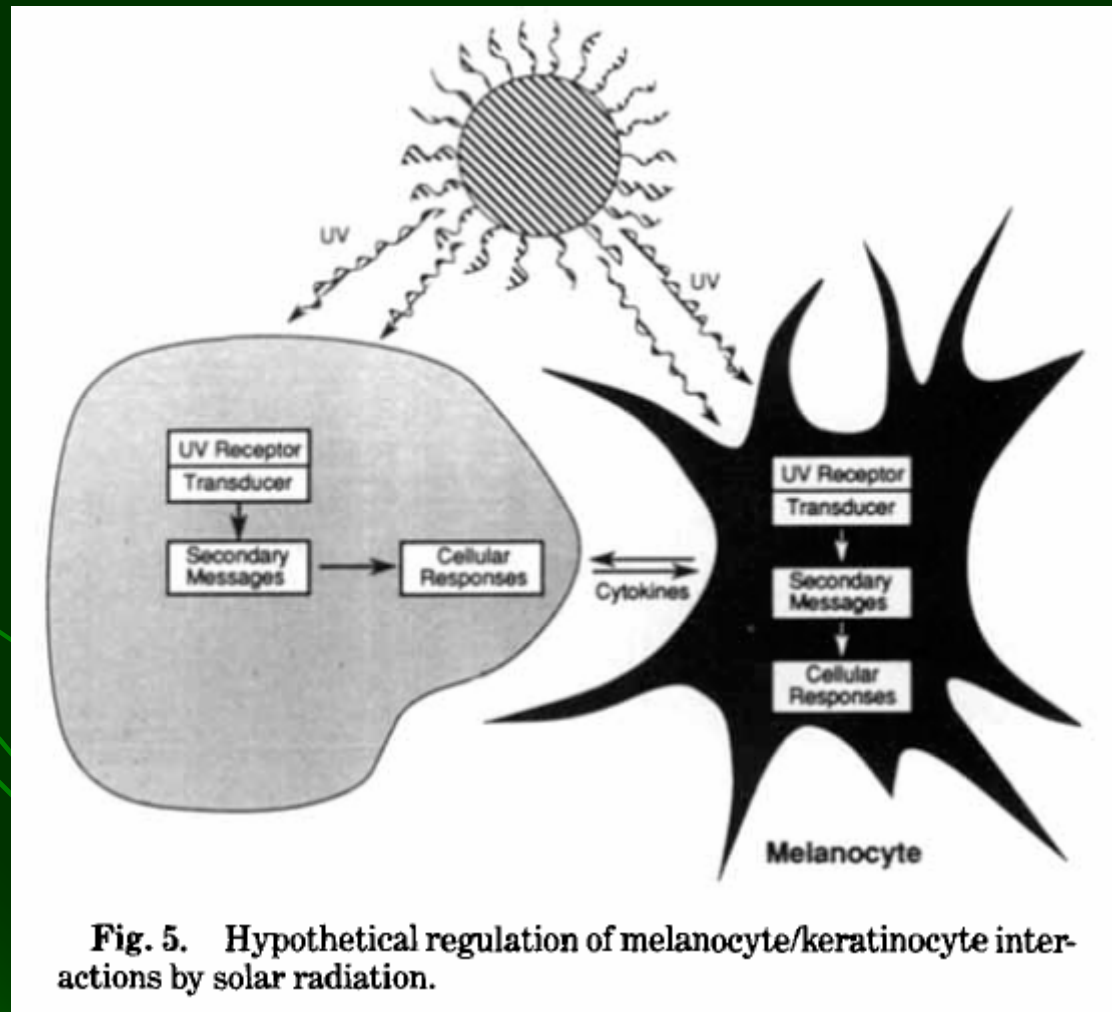 UV
UV
UV Receptor
Transducer
Secondary
Messages
Cellular
Responses
Cytokines
UV Receptor
Transducer
Secondary
Messages
Cellular
Responses
Melanocyte
Fig. 5. Hypothetical regulation of melanocyte/keratinocyte inter-
actions by solar radiation.